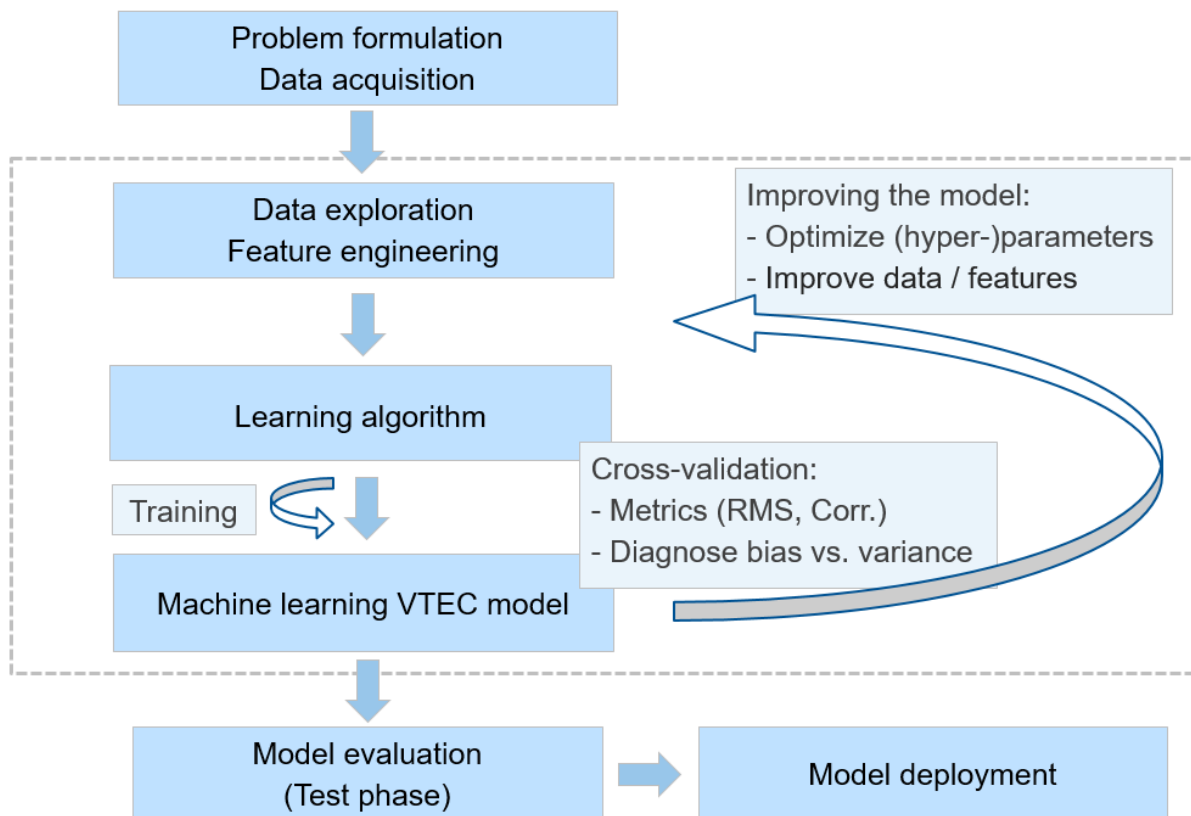 Problem formulation
Data acquisition
Data exploration
Feature engineering
Improving the model:
- Optimize (hyper-)parameters
- Improve data / features
Learning algorithm
Cross-validation:
- Metrics (RMS, Corr.)
- Diagnose bias vs. variance
Training
Machine learning VTEC model
Model evaluation
(Test phase)
Model deployment